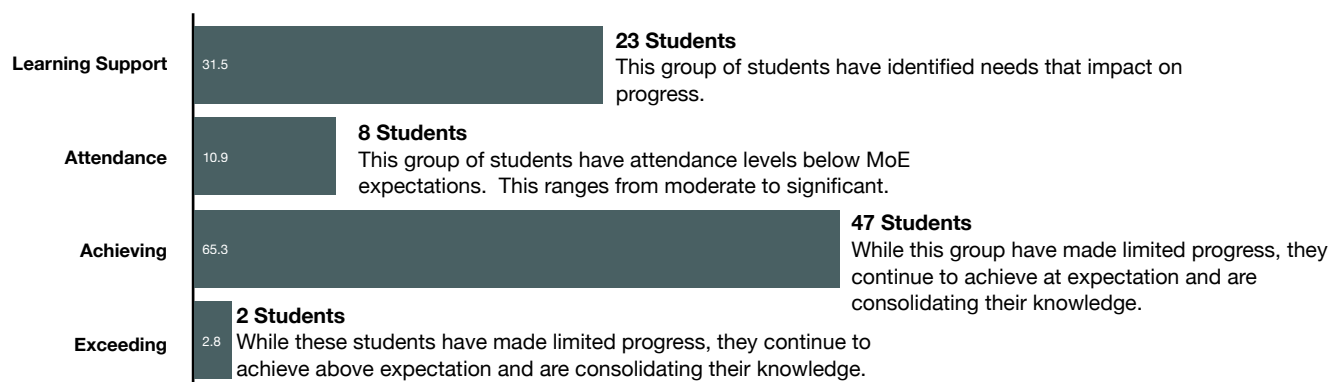 Learning Support
31.5
23 Students
This group of students have identified needs that impact on
progress.
Attendance
10.9
8 Students
This group of students have attendance levels below MoE
expectations.  This ranges from moderate to significant.
Achieving
65.3
47 Students
While this group have made limited progress, they
continue to achieve at expectation and are
consolidating their knowledge.
Exceeding
2.8
2 Students
While these students have made limited progress, they continue to
achieve above expectation and are consolidating their knowledge.